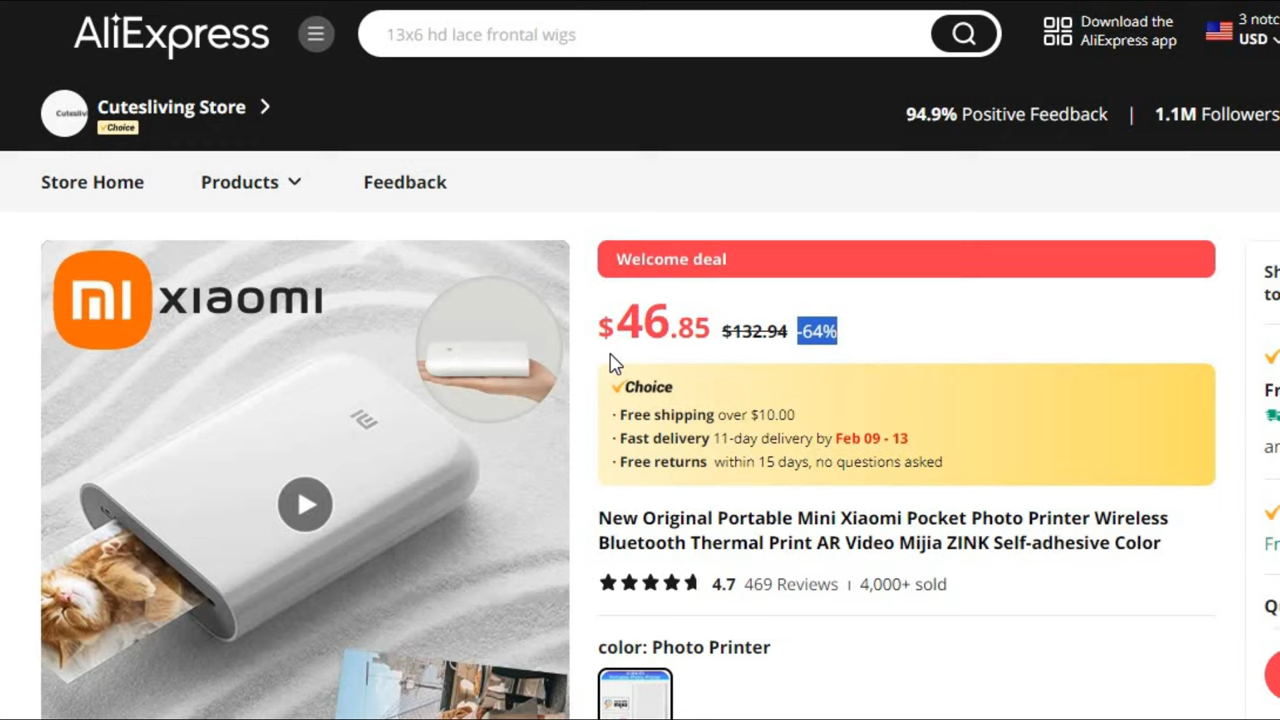 AliExpress
13x6 hd lace frontal wigs
Download the
AliExpress app
USD
Cutesliving Store
Choice
94.9% Positive Feedback | 1.1M Followers
Store Home
Products
Feedback
xiaomi
Welcome deal
$46.85 $132.94 -64%
Choice
· Free shipping over $10.00
· Fast delivery 11-day delivery by Feb 09 - 13
· Free returns within 15 days, no questions asked
New Original Portable Mini Xiaomi Pocket Photo Printer Wireless
Bluetooth Thermal Print AR Video Mijia ZINK Self-adhesive Color
4.7 469 Reviews | 4,000+ sold
color: Photo Printer